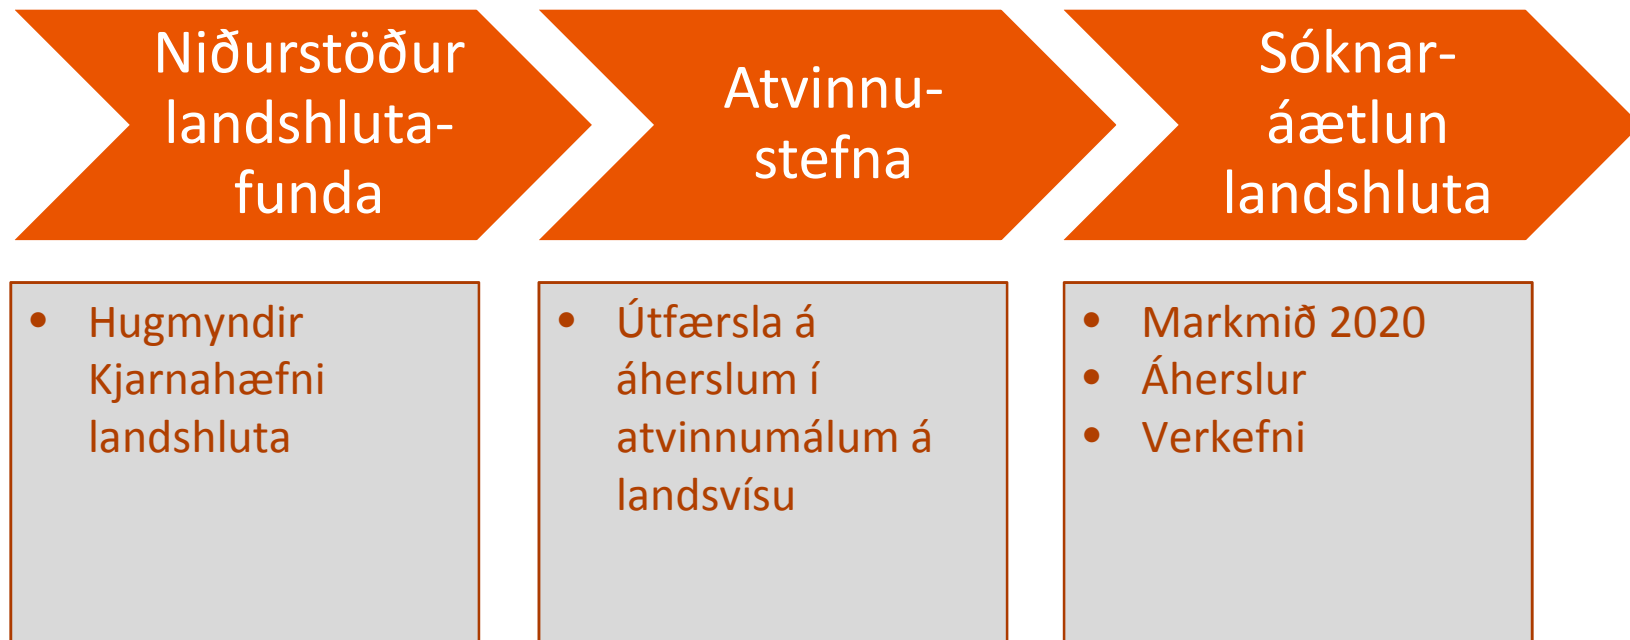 Niðurstöður
landshluta-
funda
Atvinnu-
stefna
Sóknar-
áætlun
landshluta
• Hugmyndir
Kjarnahæfni
landshluta
• Útfærsla á
áherslum í
atvinnumálum á
landsvísu
• Markmið 2020
• Áherslur
• Verkefni